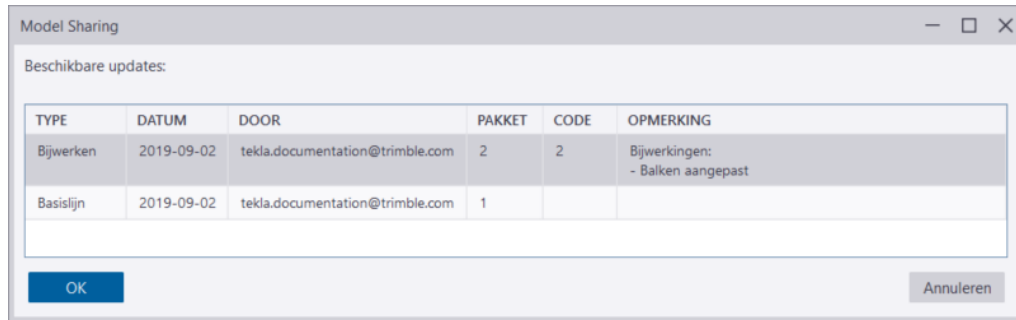 Model Sharing
Beschikbare updates:
TYPE DATUM DOOR PAKKET CODE OPMERKING
Bijwerken 2019-09-02 tekla.documentation@trimble.com 2 2 Bijwerkingen:
- Balken aangepast
Basislijn 2019-09-02 tekla.documentation@trimble.com 1
OK Annuleren